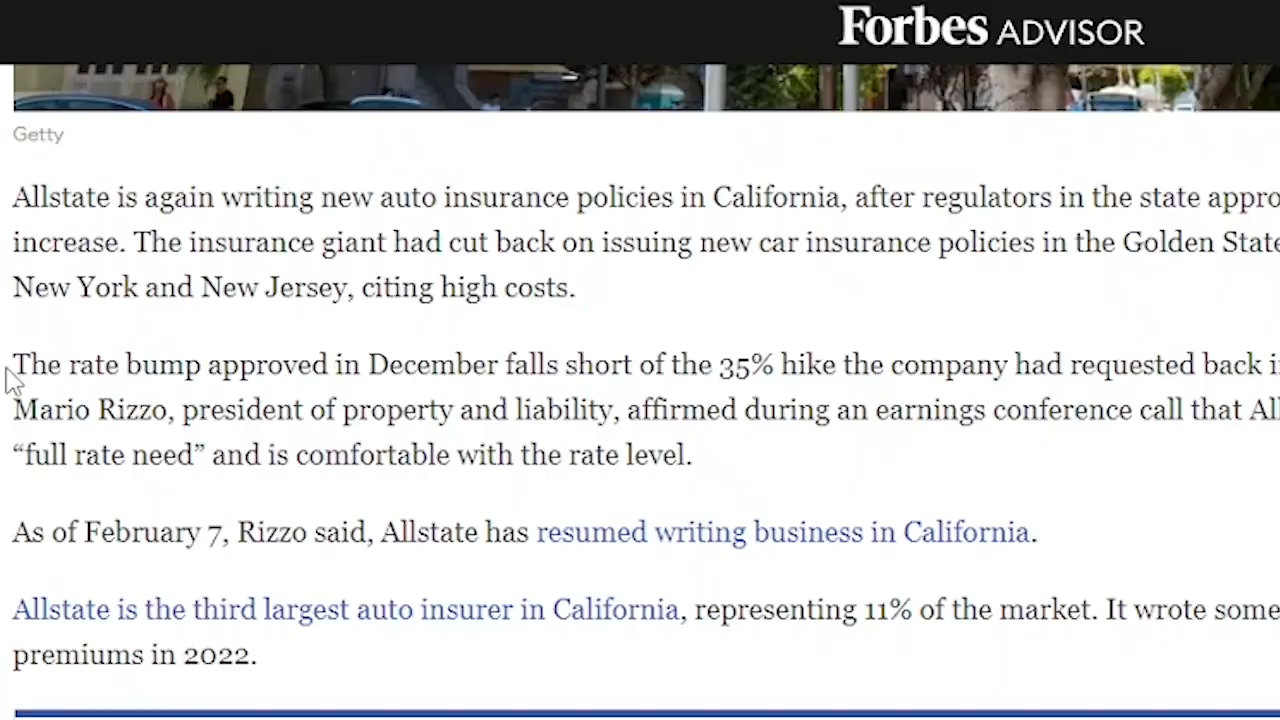 Forbes ADVISOR
Getty
Allstate is again writing new auto insurance policies in California, after regulators in the state
increase. The insurance giant had cut back on issuing new car insurance policies in the Golden State
New York and New Jersey, citing high costs.
The rate bump approved in December falls short of the 35% hike the company had requested back
Mario Rizzo, president of property and liability, affirmed during an earnings conference call that
“full rate need” and is comfortable with the rate level.
As of February 7, Rizzo said, Allstate has resumed writing business in California.
Allstate is the third largest auto insurer in California, representing 11% of the market. It wrote some
premiums in 2022.